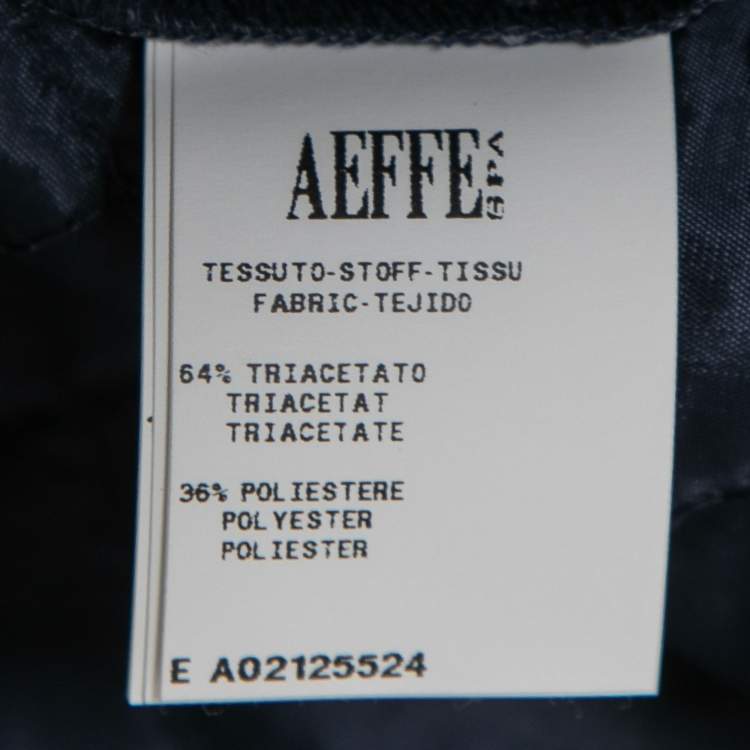 AEFFE SPA
TESSUTO-STOFF-TISSU
FABRIC-TEJIDO
64% TRIACETATO
TRIACETAT
TRIACETATE
36% POLIESTERE
POLYESTER
POLIESTER
E A02125524